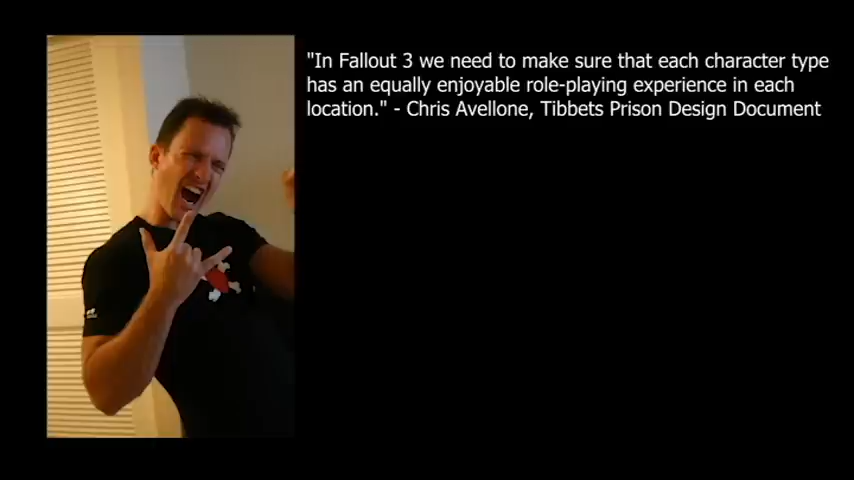 "In Fallout 3 we need to make sure that each character type
has an equally enjoyable role-playing experience in each
location." - Chris Avellone, Tibbets Prison Design Document